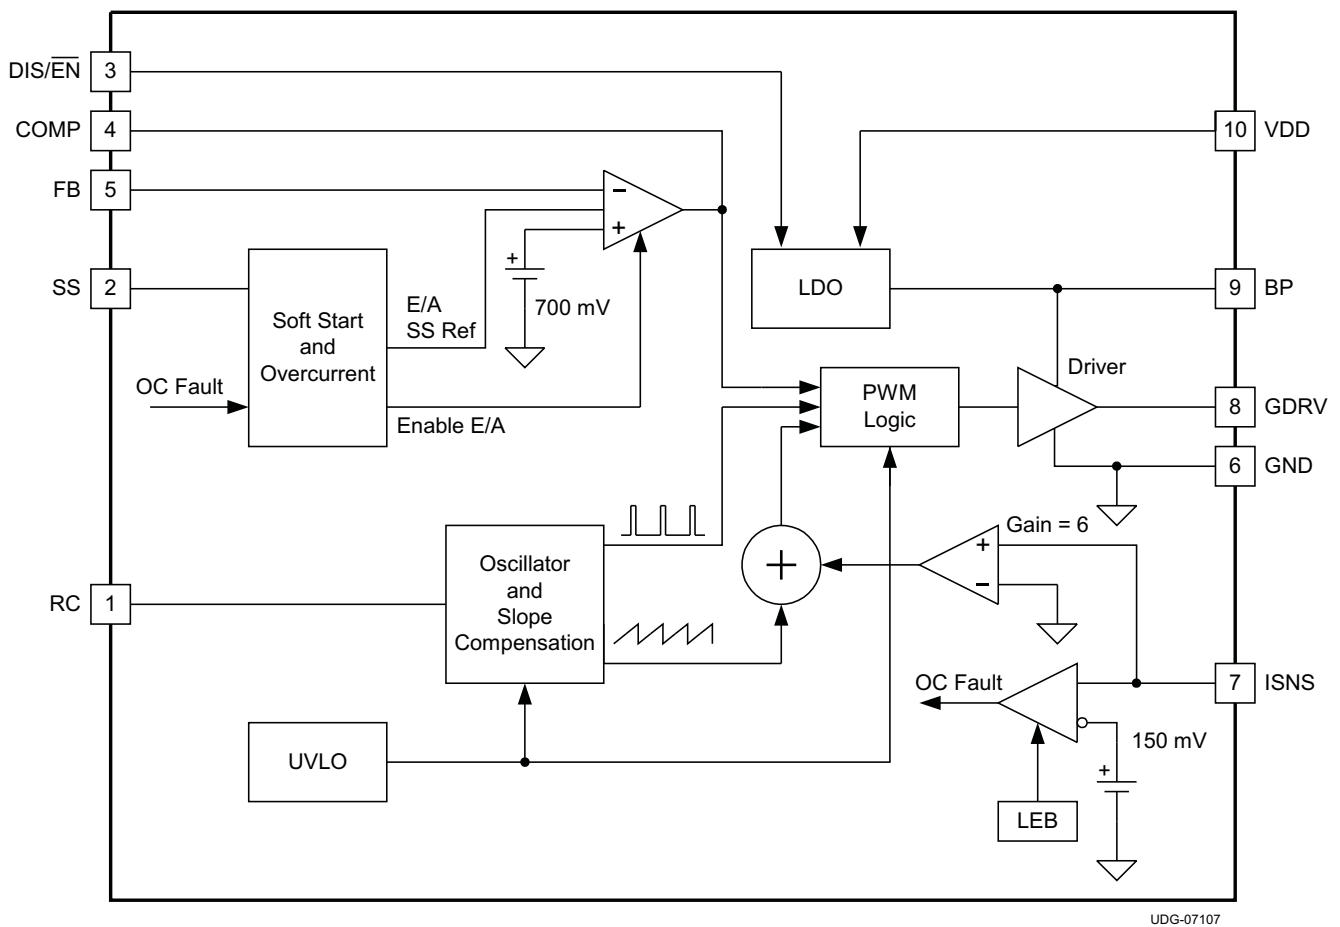 DIS/EN
3
COMP
4
10
VDD
FB
5
−
+
+
SS
2
LDO
9
BP
700 mV
E/A
SS Ref
Soft Start
and
Overcurrent
Driver
OC Fault
PWM
Logic
8
GDRV
Enable E/A
6
GND
Gain = 6
+
−
+
Oscillator
and
Slope
Compensation
RC
1
OC Fault
7
ISNS
150 mV
UVLO
+
LEB
UDG-07107